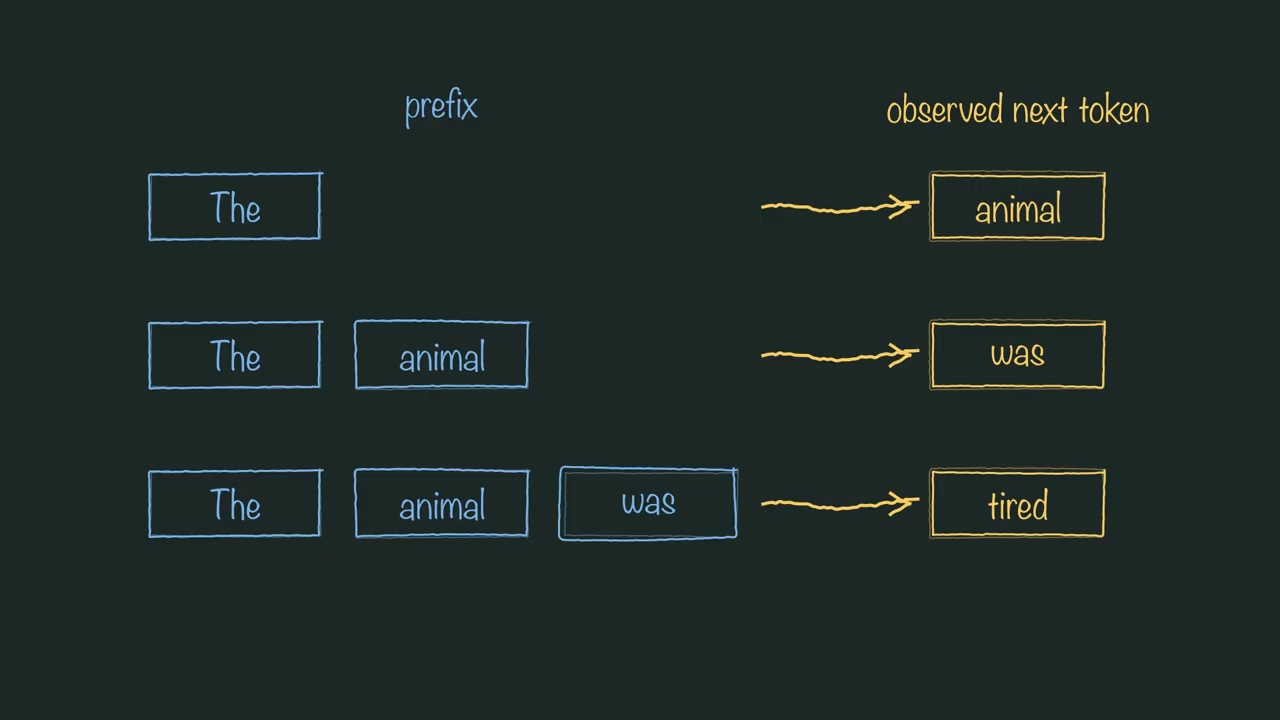 prefix observed next token
The animal
The animal was
The animal was tired